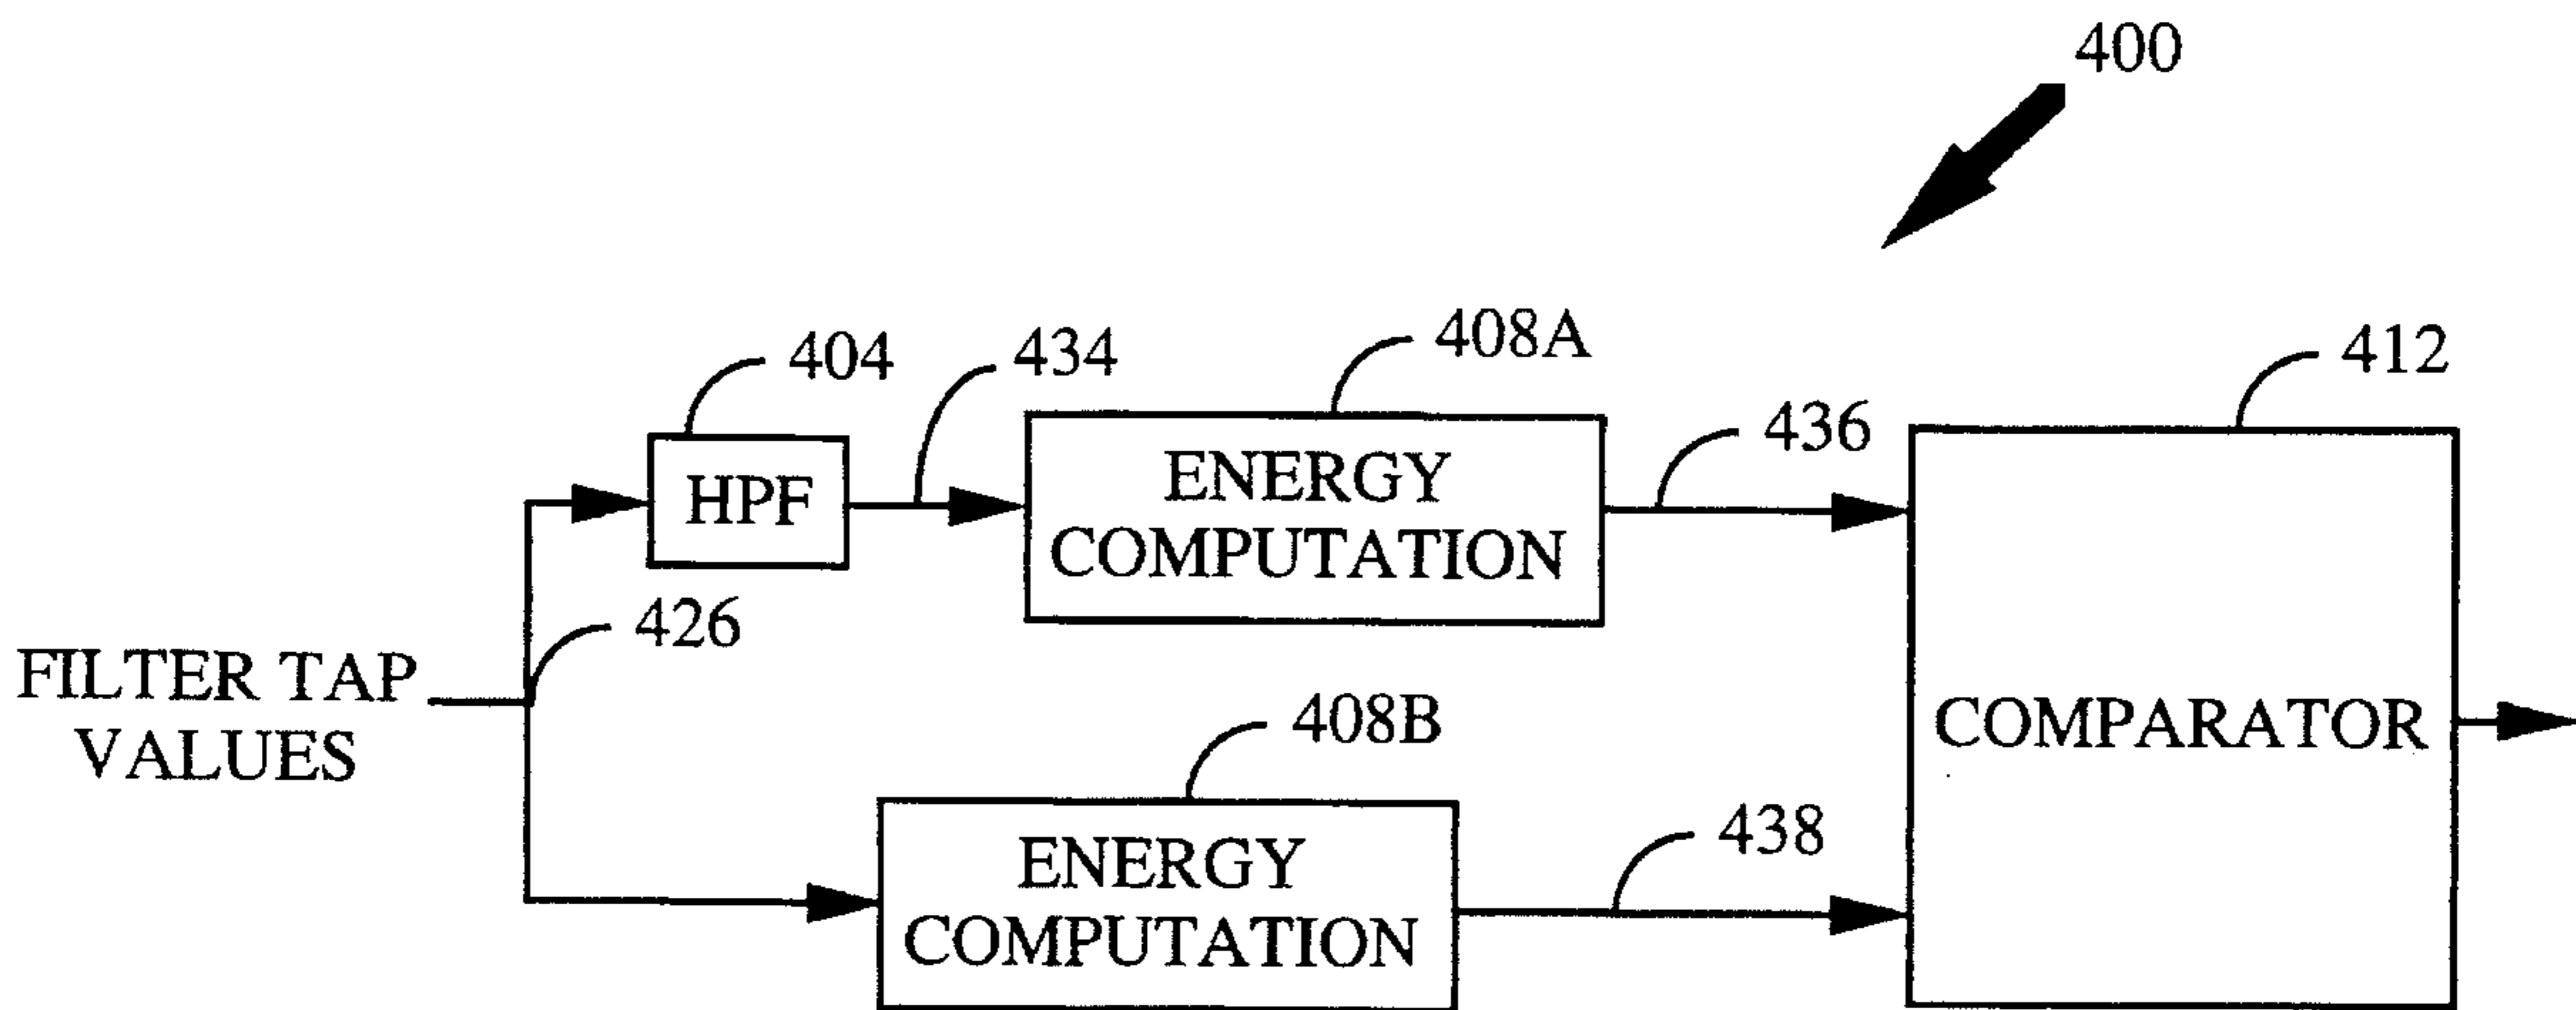 400
404
434
408A
436
412
HPF
ENERGY
COMPUTATION
426
FILTER TAP
VALUES
408B
438
COMPARATOR
ENERGY
COMPUTATION